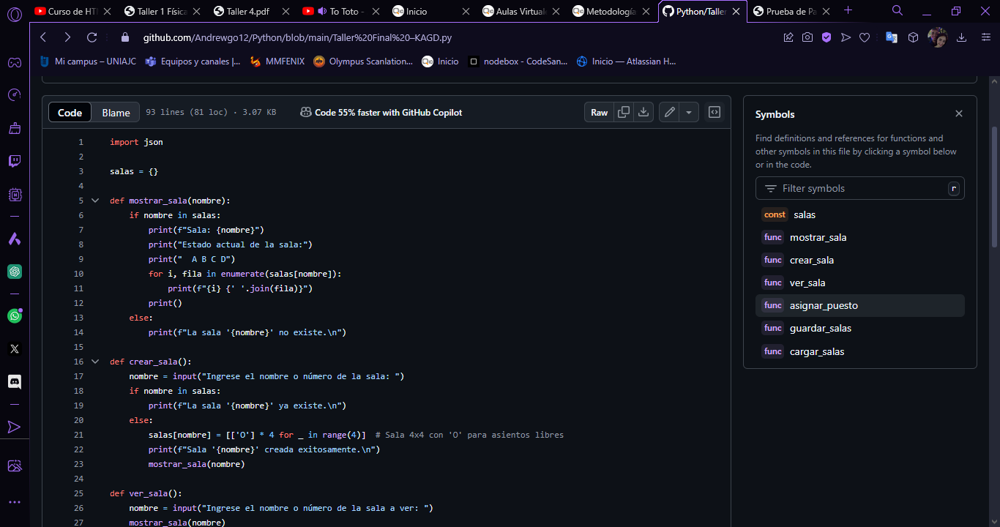 Curso de HTI
Taller 1 Física
Taller 4.pdf
To Toto -
Inicio
Aulas Virtuale
Metodología
Python/Taller
Prueba de Pa
github.com/Andrewgo12/Python/blob/main/Taller%20Final%20–KAGD.py
Mi campus – UNIAJC
Equipos y canales |...
MMFENIX
Olympus Scanlation...
Inicio
nodebox - CodeSan...
Inicio — Atlassian H...
Code Blame 93 lines (81 loc) · 3.07 KB Code 55% faster with GitHub Copilot Raw
1 import json
2
3 salas = {}
4
5 def mostrar_sala(nombre):
6 if nombre in salas:
7 print(f"Sala: {nombre}")
8 print("Estado actual de la sala:")
9 print("  A B C D")
10 for i, fila in enumerate(salas[nombre]):
11 print(f"{i} {' '.join(fila)}")
12 print()
13 else:
14 print(f"La sala '{nombre}' no existe.\n")
15
16 def crear_sala():
17 nombre = input("Ingrese el nombre o número de la sala: ")
18 if nombre in salas:
19 print(f"La sala '{nombre}' ya existe.\n")
20 else:
21 salas[nombre] = [['O'] * 4 for _ in range(4)]  # Sala 4x4 con 'O' para asientos libres
22 print(f"Sala '{nombre}' creada exitosamente.\n")
23 mostrar_sala(nombre)
24
25 def ver_sala():
26 nombre = input("Ingrese el nombre o número de la sala a ver: ")
27 mostrar_sala(nombre)
Symbols
Find definitions and references for functions and
other symbols in this file by clicking a symbol below
or in the code.
Filter symbols r
const salas
func mostrar_sala
func crear_sala
func ver_sala
func asignar_puesto
func guardar_salas
func cargar_salas